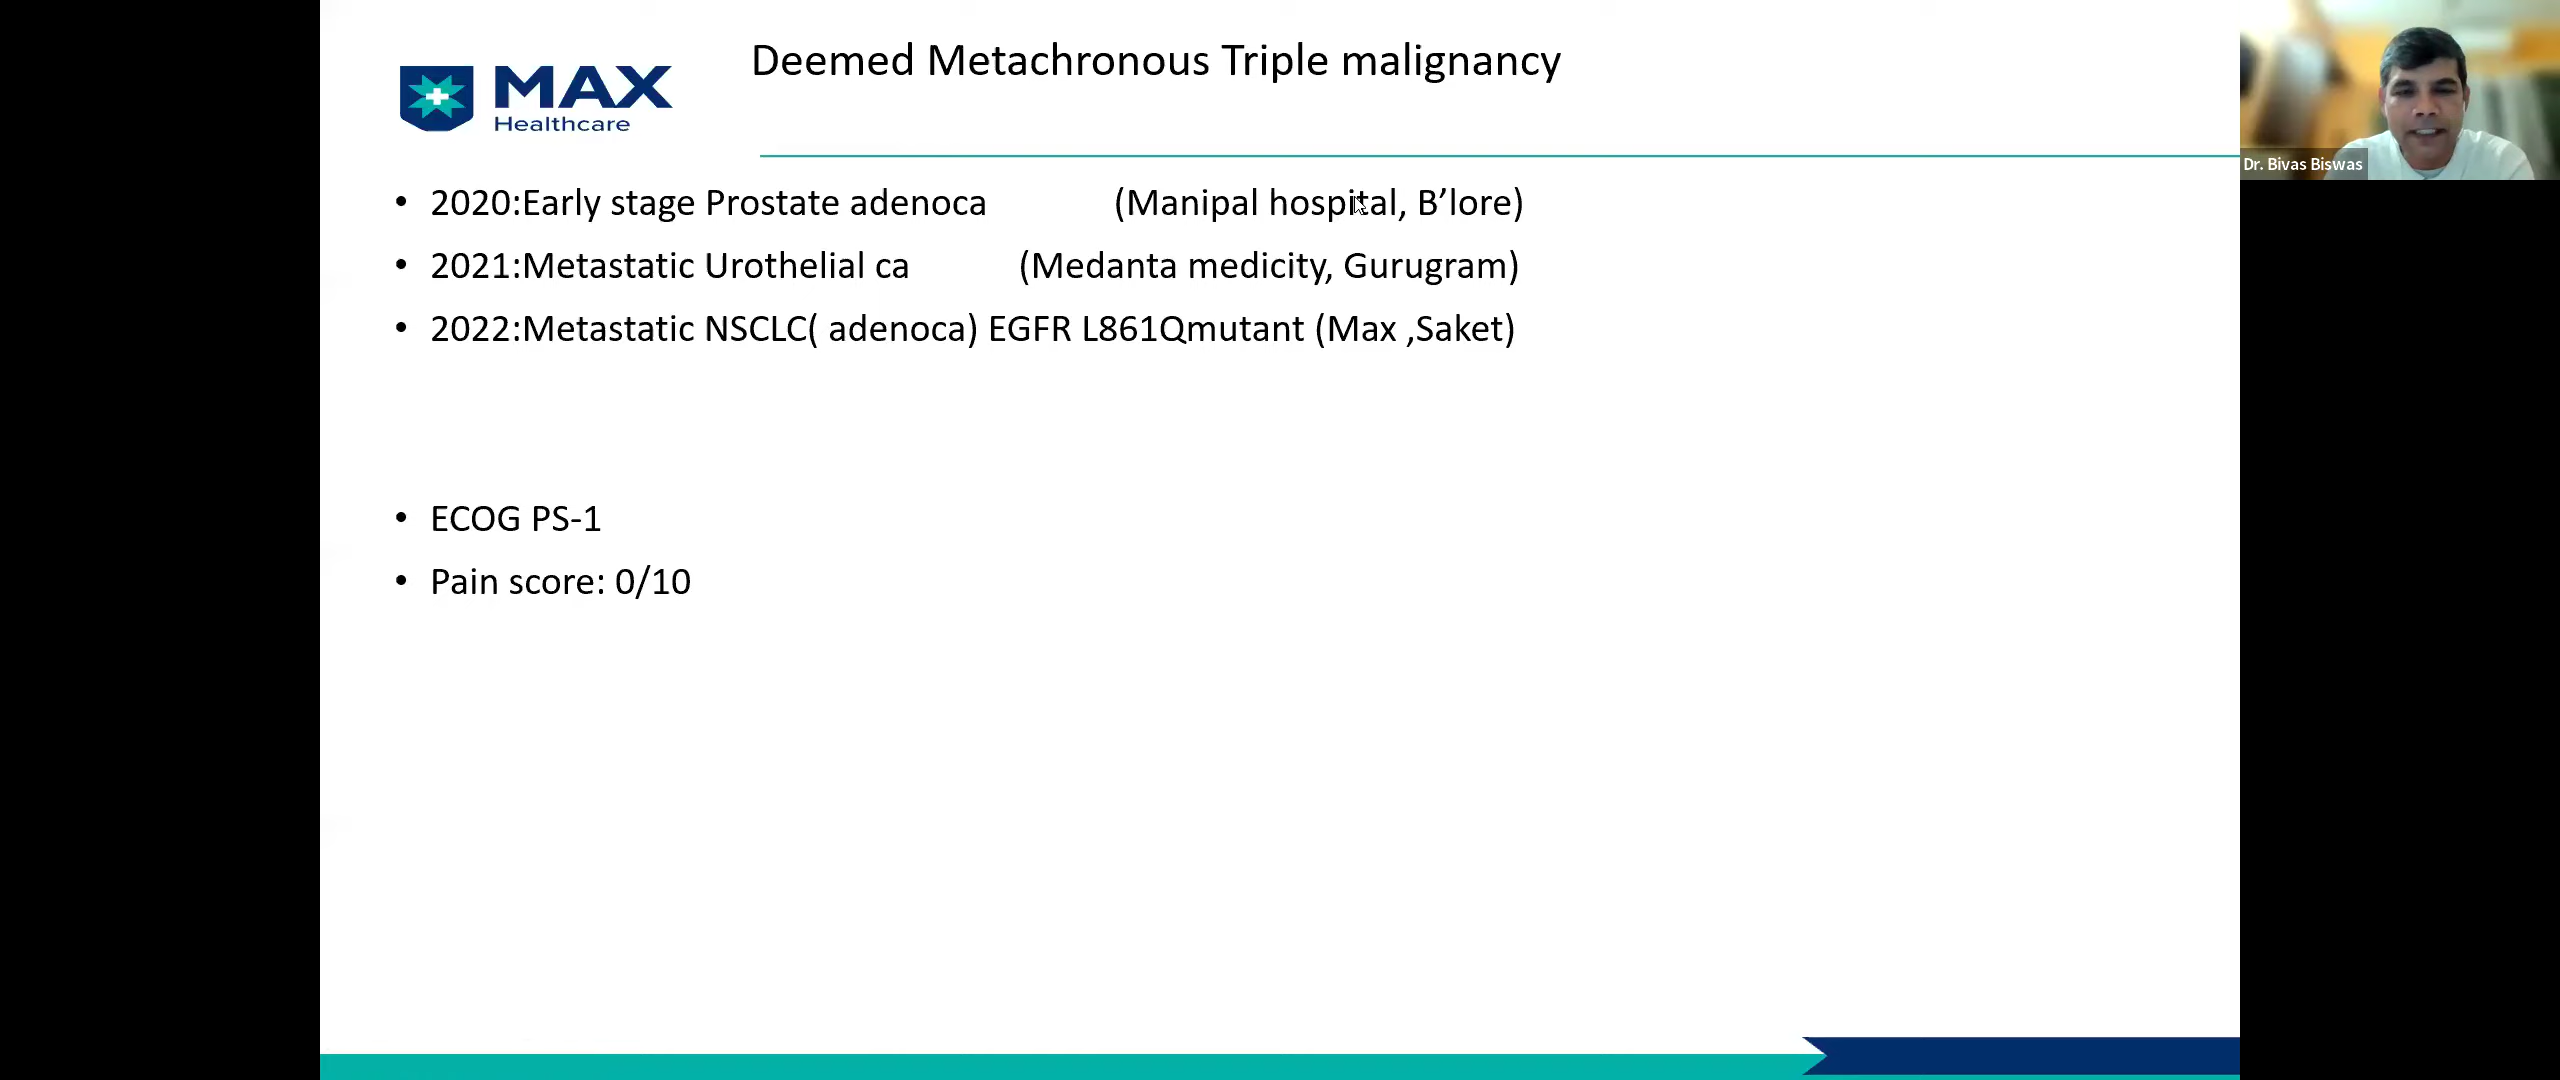 Deemed Metachronous Triple malignancy
MAX
Healthcare
Dr. Bivas Biswas
• 2020:Early stage Prostate adenoca (Manipal hospital, B’lore)
• 2021:Metastatic Urothelial ca (Medanta medicity, Gurugram)
• 2022:Metastatic NSCLC( adenoca) EGFR L861Qmutant (Max ,Saket)
• ECOG PS-1
• Pain score: 0/10